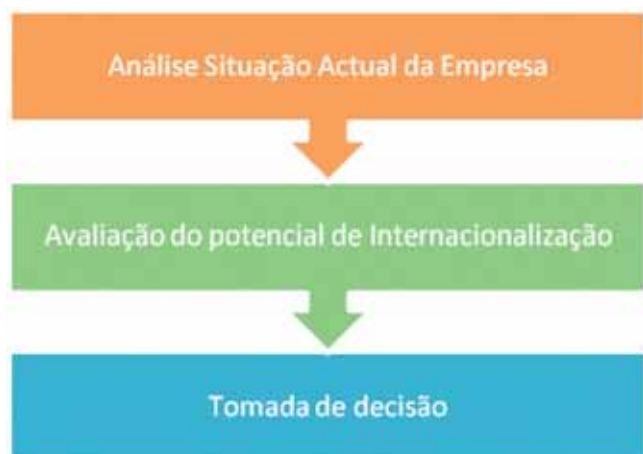 Análise Situação Actual da Empresa
Avaliação do potencial de Internacionalização
Tomada de decisão